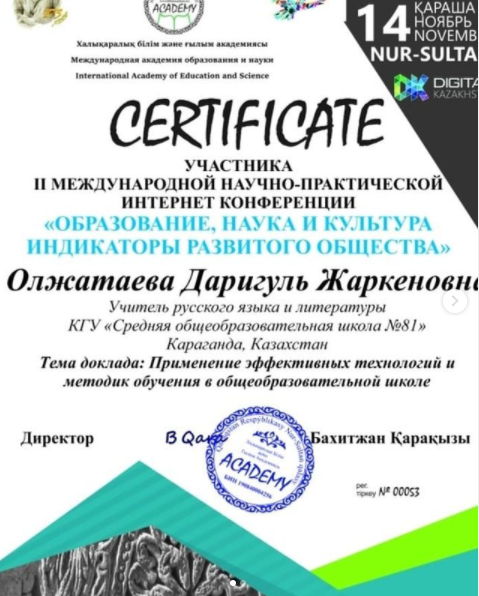 ACADEMY
14
ҚАРАША
НОЯБРЬ
NOVEMB
NUR-SULTA
DIGITA
KAZAKHS
Халықаралық білім және ғылым академиясы
Международная академия образования и науки
International Academy of Education and Science
CERTIFICATE
УЧАСТНИКА
II МЕЖДУНАРОДНОЙ НАУЧНО-ПРАКТИЧЕСКОЙ
ИНТЕРНЕТ КОНФЕРЕНЦИИ
«ОБРАЗОВАНИЕ, НАУКА И КУЛЬТУРА
ИНДИКАТОРЫ РАЗВИТОГО ОБЩЕСТВА»
Олжатаева Даригуль Жаркеновна
Учитель русского языка и литературы
КГУ «Средняя общеобразовательная школа №81»
Караганда, Казахстан
Тема доклада: Применение эффективных технологий и
методик обучения в общеобразовательной школе
Директор
B Qara
Бахитжан Қарақызы
ACADEMY
рег.
тіркеу № 00053